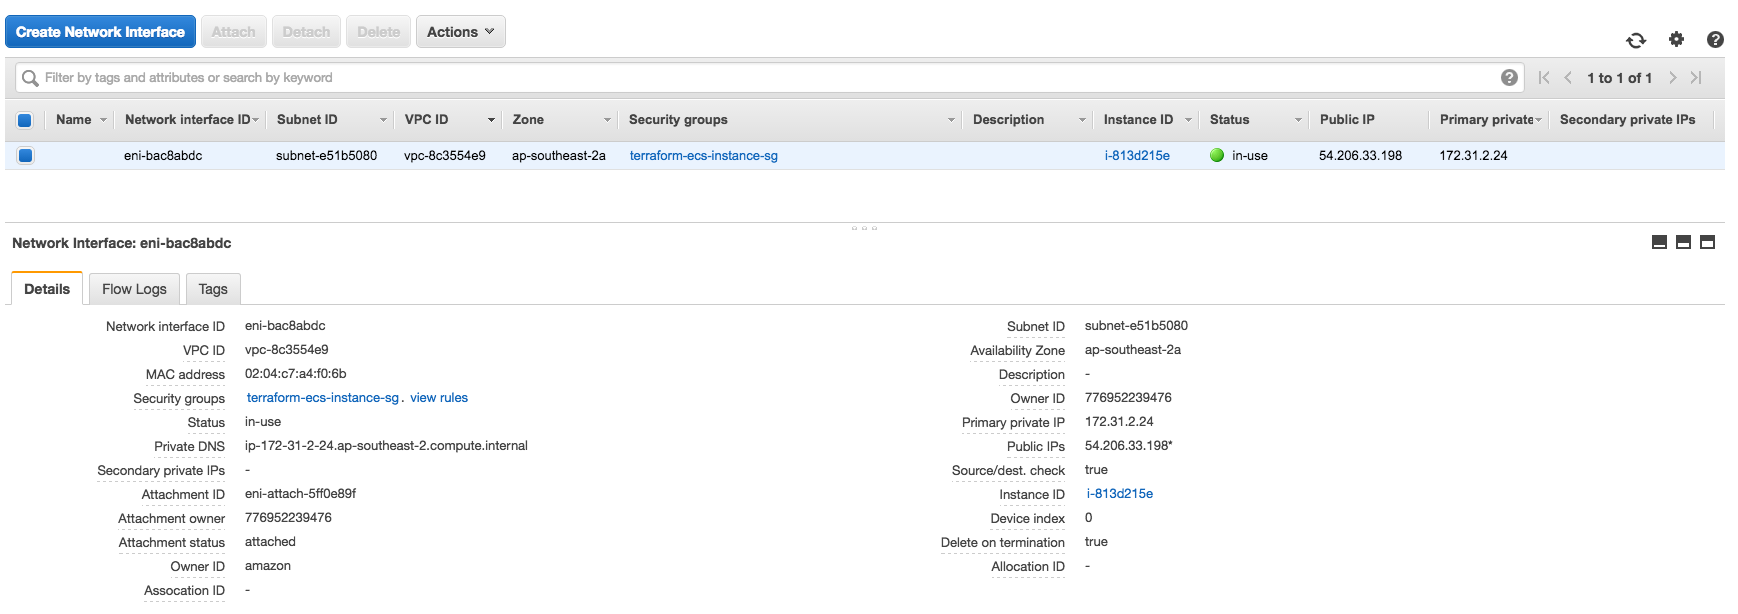 Create Network Interface Attach Detach Delete Actions
Filter by tags and attributes or search by keyword 1 to 1 of 1
Name Network interface ID Subnet ID VPC ID Zone Security groups Description Instance ID Status Public IP Primary private Secondary private IPs
eni-bac8abdc subnet-e51b5080 vpc-8c3554e9 ap-southeast-2a terraform-ecs-instance-sg i-813d215e in-use 54.206.33.198 172.31.2.24
Network Interface: eni-bac8abdc
Details Flow Logs Tags
Network interface ID eni-bac8abdc Subnet ID subnet-e51b5080
VPC ID vpc-8c3554e9 Availability Zone ap-southeast-2a
MAC address 02:04:c7:a4:f0:6b Description -
Security groups terraform-ecs-instance-sg. view rules Owner ID 776952239476
Status in-use Primary private IP 172.31.2.24
Private DNS ip-172-31-2-24.ap-southeast-2.compute.internal Public IPs 54.206.33.198*
Secondary private IPs - Source/dest. check true
Attachment ID eni-attach-5ff0e89f Instance ID i-813d215e
Attachment owner 776952239476 Device index 0
Attachment status attached Delete on termination true
Owner ID amazon Allocation ID -
Assocation ID -